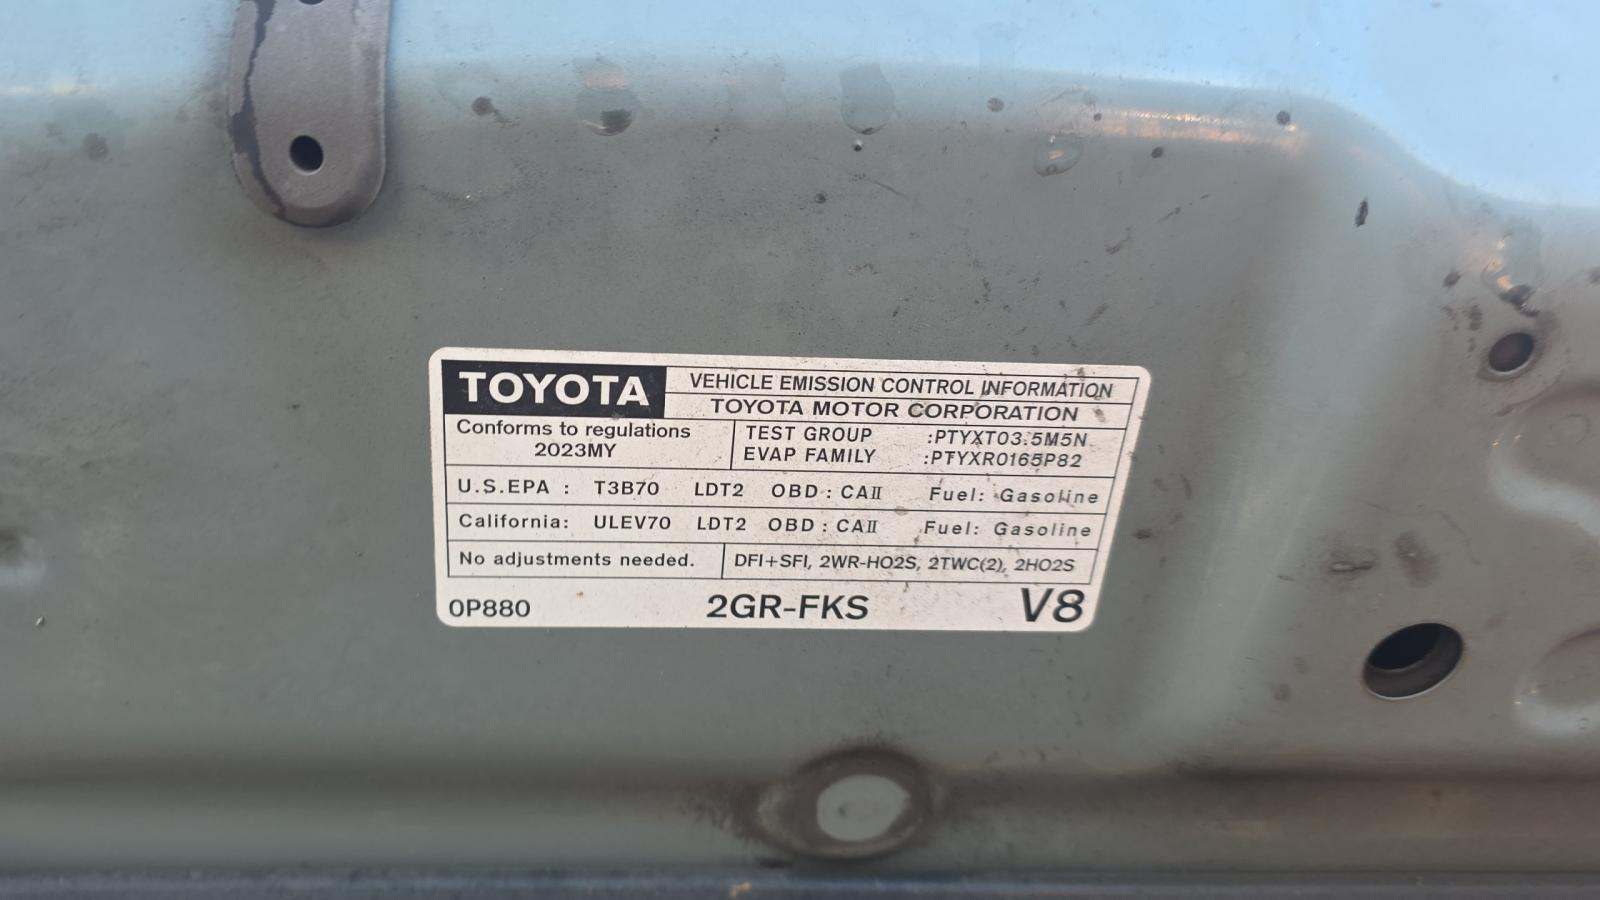 TOYOTA
VEHICLE EMISSION CONTROL INFORMATION
TOYOTA MOTOR CORPORATION
Conforms to regulations
2023MY
TEST GROUP :PTYXT03.5M5N
EVAP FAMILY :PTYXR0165P82
U.S.EPA : T3B70 LDT2 OBD : CAII Fuel: Gasoline
California: ULEV70 LDT2 OBD : CAII Fuel: Gasoline
No adjustments needed.
DFI+SFI, 2WR-HO2S, 2TWC(2), 2HO2S
0P880 2GR-FKS V8